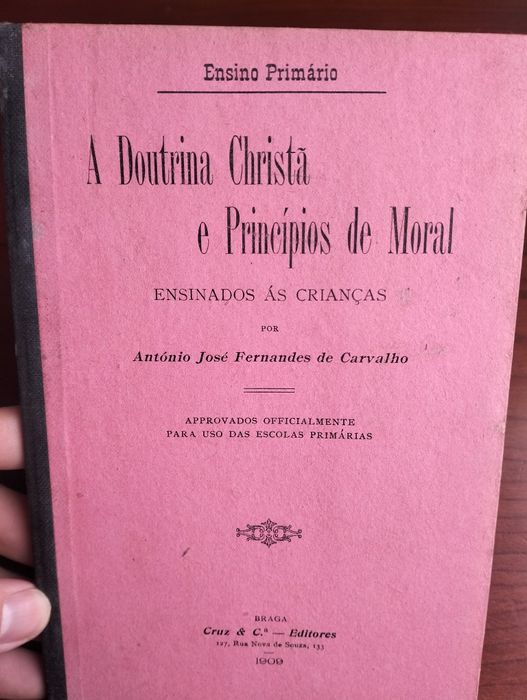 Ensino Primário
A Doutrina Christã
e Princípios de Moral
ENSINADOS ÁS CRIANÇAS
POR
António José Fernandes de Carvalho
APPROVADOS OFFICIALMENTE
PARA USO DAS ESCOLAS PRIMÁRIAS
BRAGA
Cruz & C.ª — Editores
127, Rua Nova de Souza, 133
1909